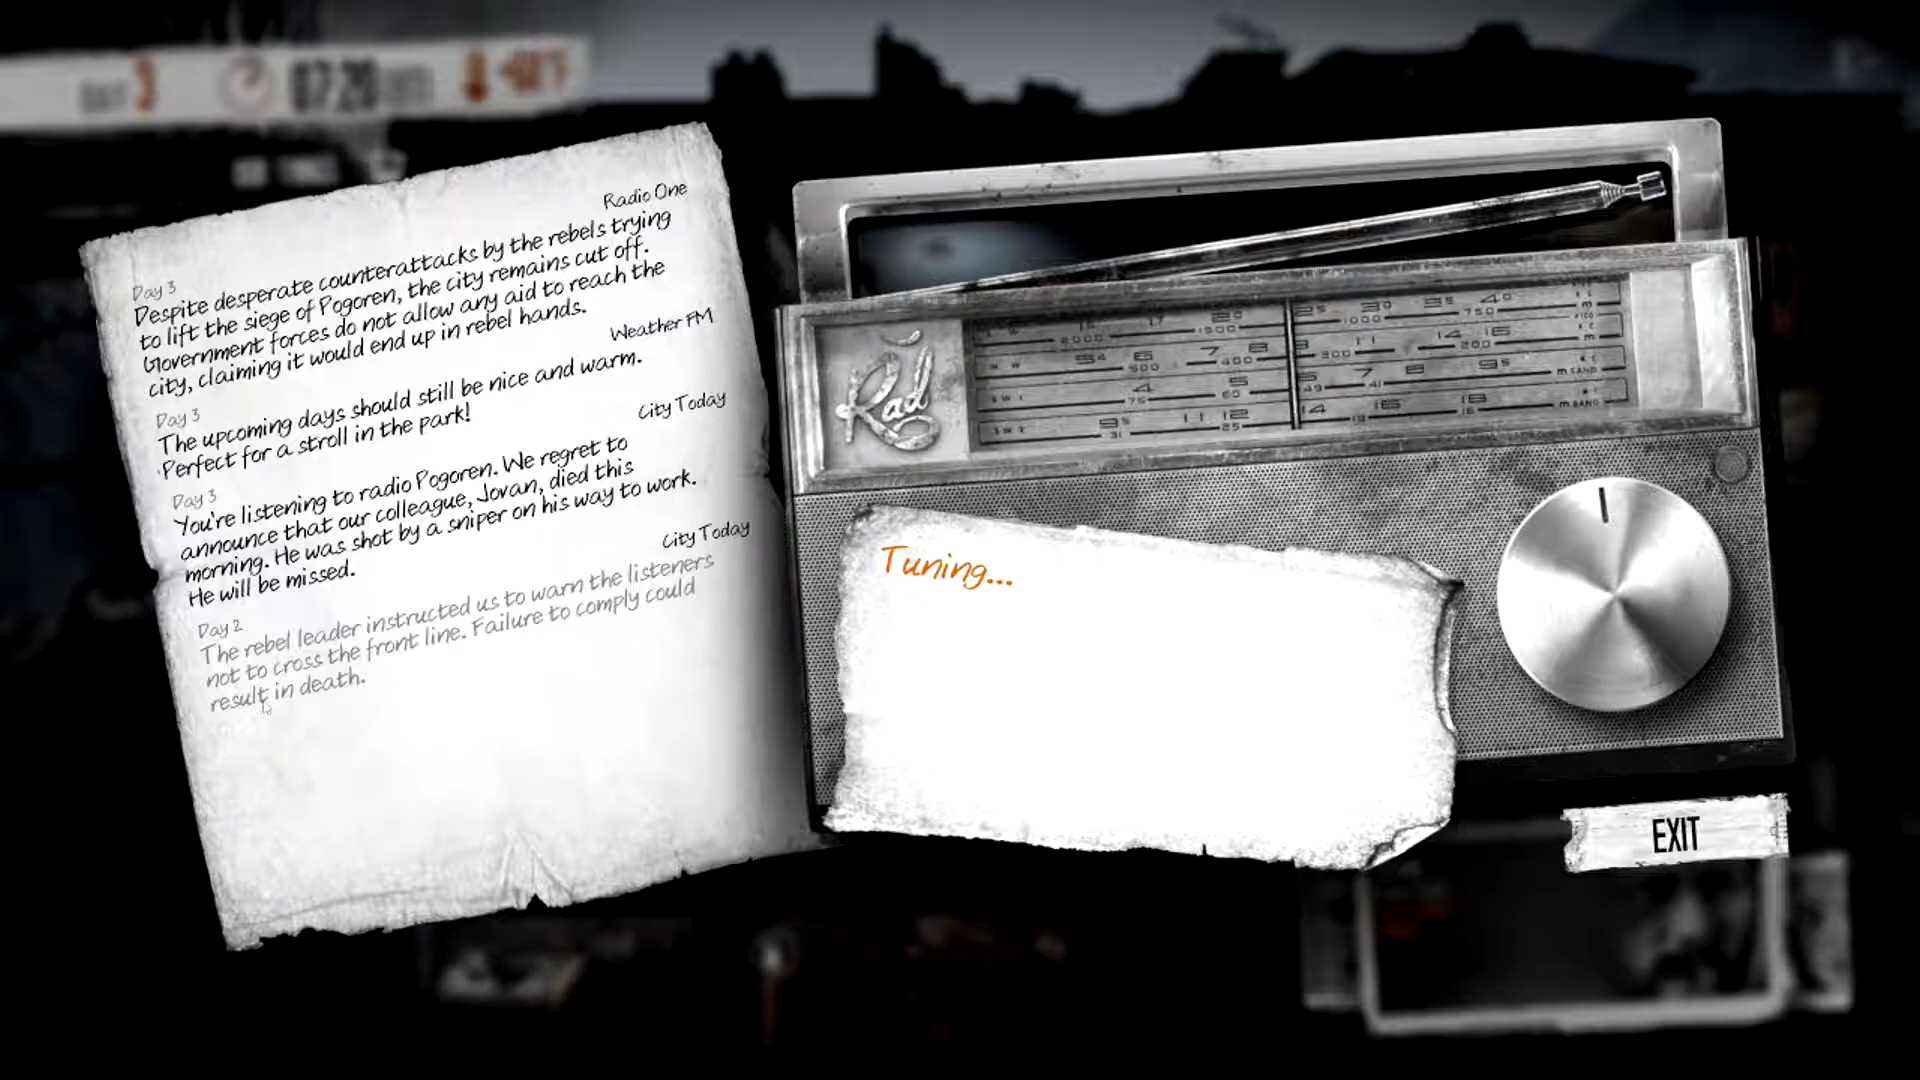 3
07:20
Radio One
Day 3
Despite desperate counterattacks by the rebels trying
to lift the siege of Pogoren, the city remains cut off.
Government forces do not allow any aid to reach the
city, claiming it would end up in rebel hands.
Weather FM
Day 3
The upcoming days should still be nice and warm.
Perfect for a stroll in the park!
City Today
Day 3
You're listening to radio Pogoren. We regret to
announce that our colleague, Jovan, died this
morning. He was shot by a sniper on his way to work.
He will be missed.
City Today
Day 2
The rebel leader instructed us to warn the listeners
not to cross the front line. Failure to comply could
result in death.
Rad
Tuning...
EXIT